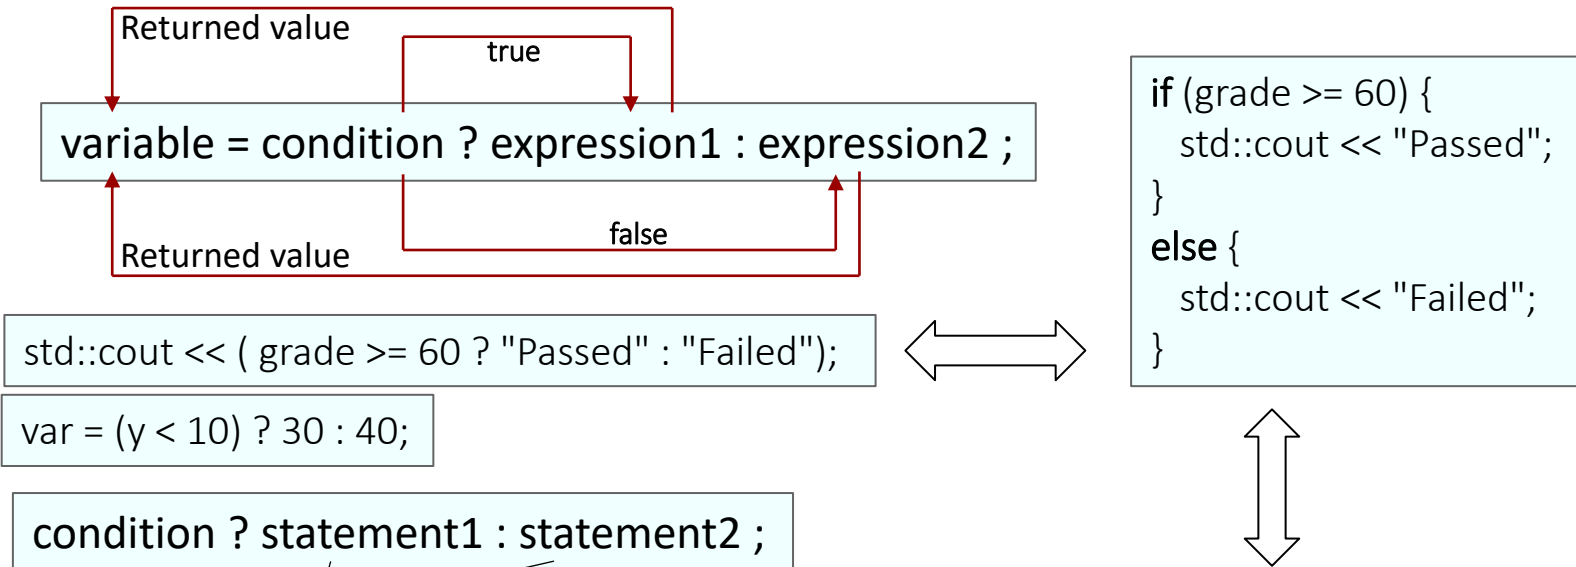 Returned value
true
variable = condition ? expression1 : expression2 ;
false
Returned value
std::cout << ( grade >= 60 ? "Passed" : "Failed");
var = (y < 10) ? 30 : 40;
condition ? statement1 : statement2 ;
if (grade >= 60) {
std::cout << "Passed";
}
else {
std::cout << "Failed";
}